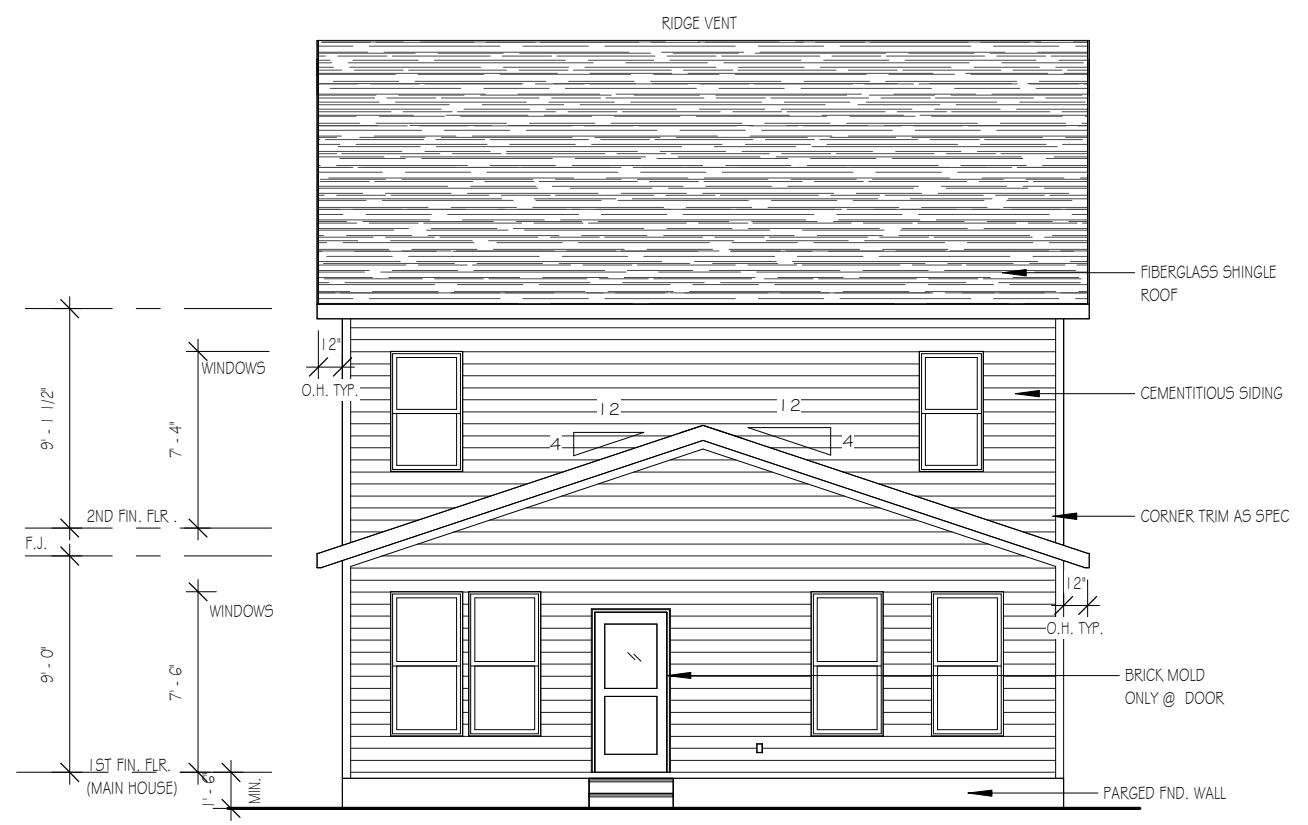 RIDGE VENT
FIBERGLASS SHINGLE
ROOF
12"
WINDOWS
O.H. TYP.
CEMENTITIOUS SIDING
9' - 1 1/2"
7' - 4"
12
12
4
4
2ND FIN. FLR.
CORNER TRIM AS SPEC
F.J.
12"
WINDOWS
O.H. TYP.
9' - 0"
7' - 6"
BRICK MOLD
ONLY @ DOOR
1ST FIN. FLR.
(MAIN HOUSE)
1' - 6"
MIN.
PARGED FND. WALL